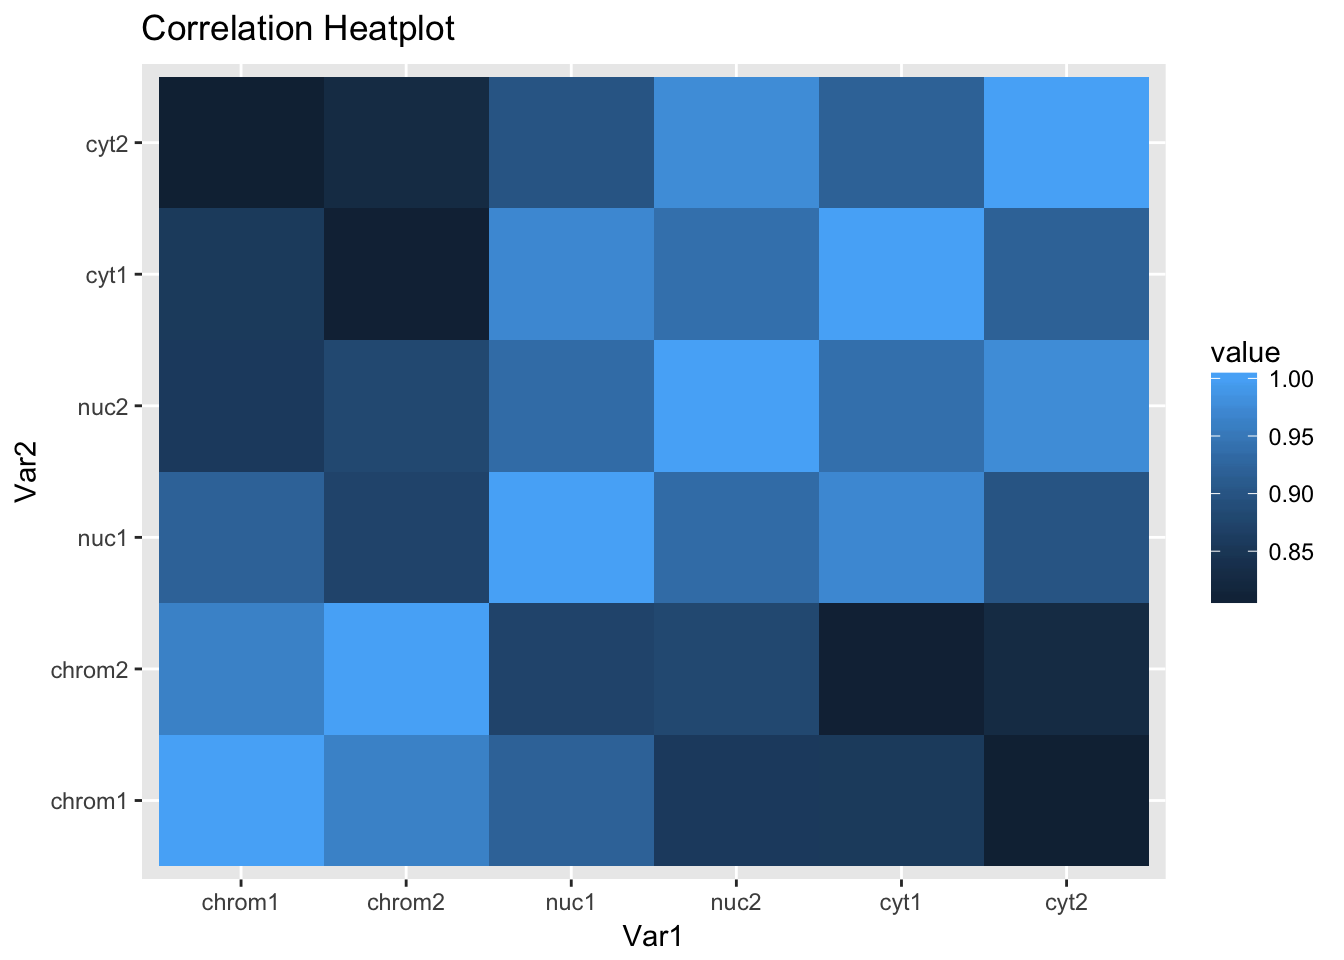 Correlation Heatplot
cyt2
cyt1
nuc2
nuc1
chrom2
chrom1
Var2
chrom1 chrom2 nuc1 nuc2 cyt1 cyt2
Var1
value
1.00
0.95
0.90
0.85